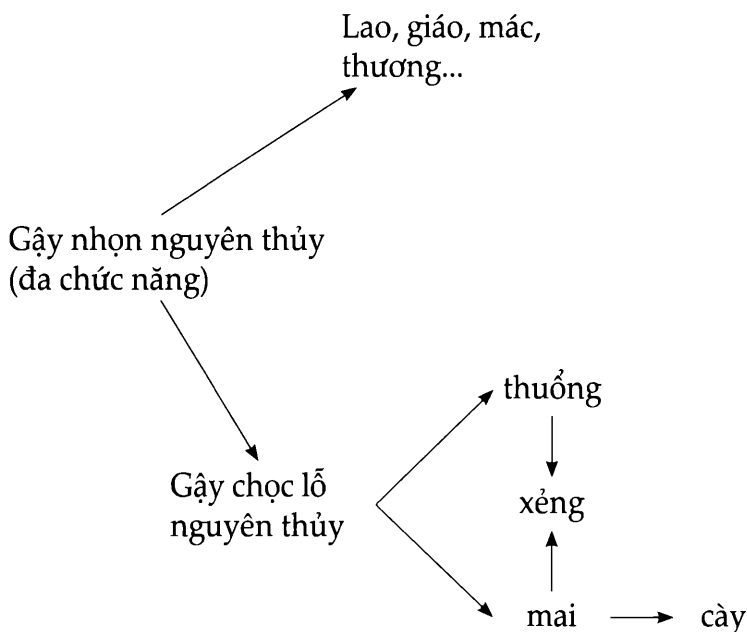 Lao, giáo, mác,
thương...
Gậy nhọn nguyên thủy
(đa chức năng)
thuổng
Gậy chọc lỗ
nguyên thủy
xẻng
mai
cày